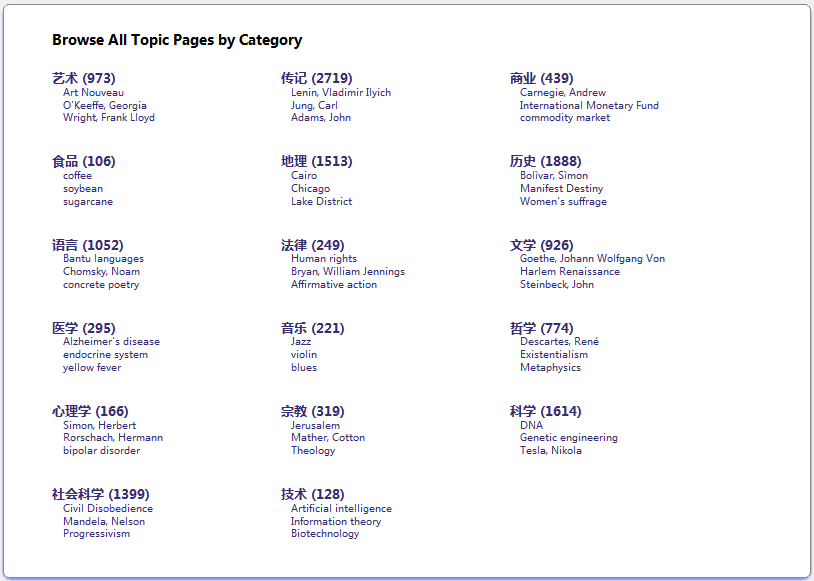 Browse All Topic Pages by Category
艺术 (973)
Art Nouveau
O'Keeffe, Georgia
Wright, Frank Lloyd
传记 (2719)
Lenin, Vladimir Ilyich
Jung, Carl
Adams, John
商业 (439)
Carnegie, Andrew
International Monetary Fund
commodity market
食品 (106)
coffee
soybean
sugarcane
地理 (1513)
Cairo
Chicago
Lake District
历史 (1888)
Bolìvar, Sìmon
Manifest Destiny
Women's suffrage
语言 (1052)
Bantu languages
Chomsky, Noam
concrete poetry
法律 (249)
Human rights
Bryan, William Jennings
Affirmative action
文学 (926)
Goethe, Johann Wolfgang Von
Harlem Renaissance
Steinbeck, John
医学 (295)
Alzheimer's disease
endocrine system
yellow fever
音乐 (221)
Jazz
violin
blues
哲学 (774)
Descartes, René
Existentialism
Metaphysics
心理学 (166)
Simon, Herbert
Rorschach, Hermann
bipolar disorder
宗教 (319)
Jerusalem
Mather, Cotton
Theology
科学 (1614)
DNA
Genetic engineering
Tesla, Nikola
社会科学 (1399)
Civil Disobedience
Mandela, Nelson
Progressivism
技术 (128)
Artificial intelligence
Information theory
Biotechnology